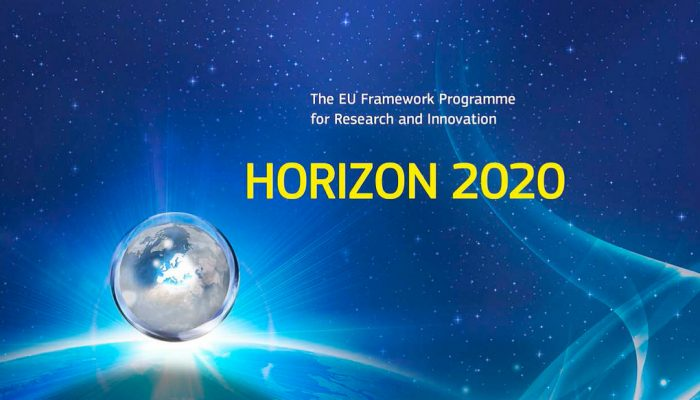 The EU Framework Programme
for Research and Innovation
HORIZON 2020